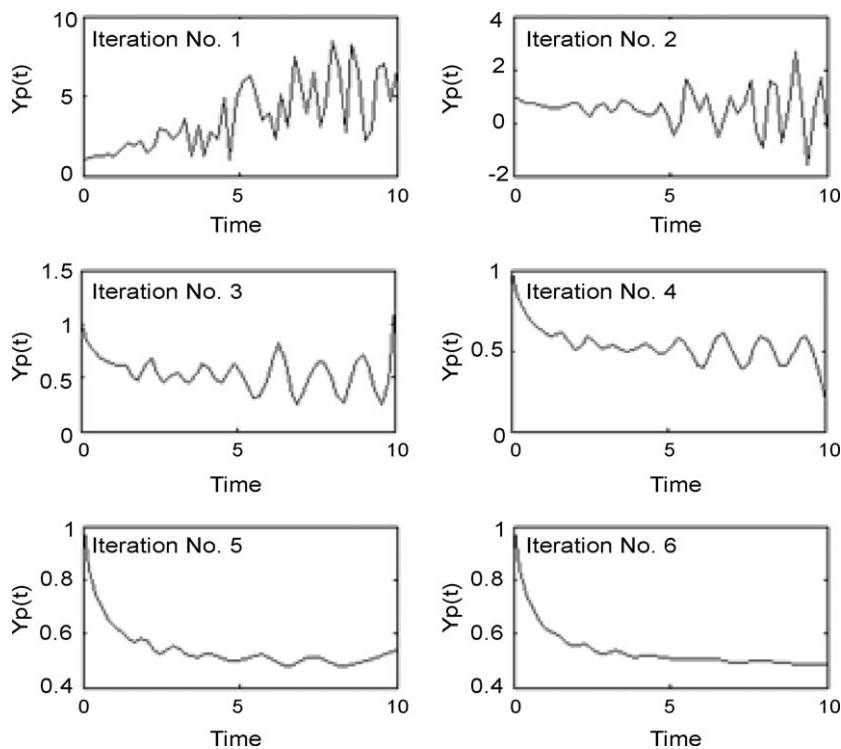 10
Iteration No. 1
Yp(t)
5
0
0 5 10
Time
4
Iteration No. 2
2
Yp(t)
0
-2
0 5 10
Time
1.5
Iteration No. 3
1
Yp(t)
0.5
0
0 5 10
Time
1
Iteration No. 4
Yp(t)
0.5
0
0 5 10
Time
1
Iteration No. 5
0.8
Yp(t)
0.6
0.4
0 5 10
Time
1
Iteration No. 6
0.8
Yp(t)
0.6
0.4
0 5 10
Time